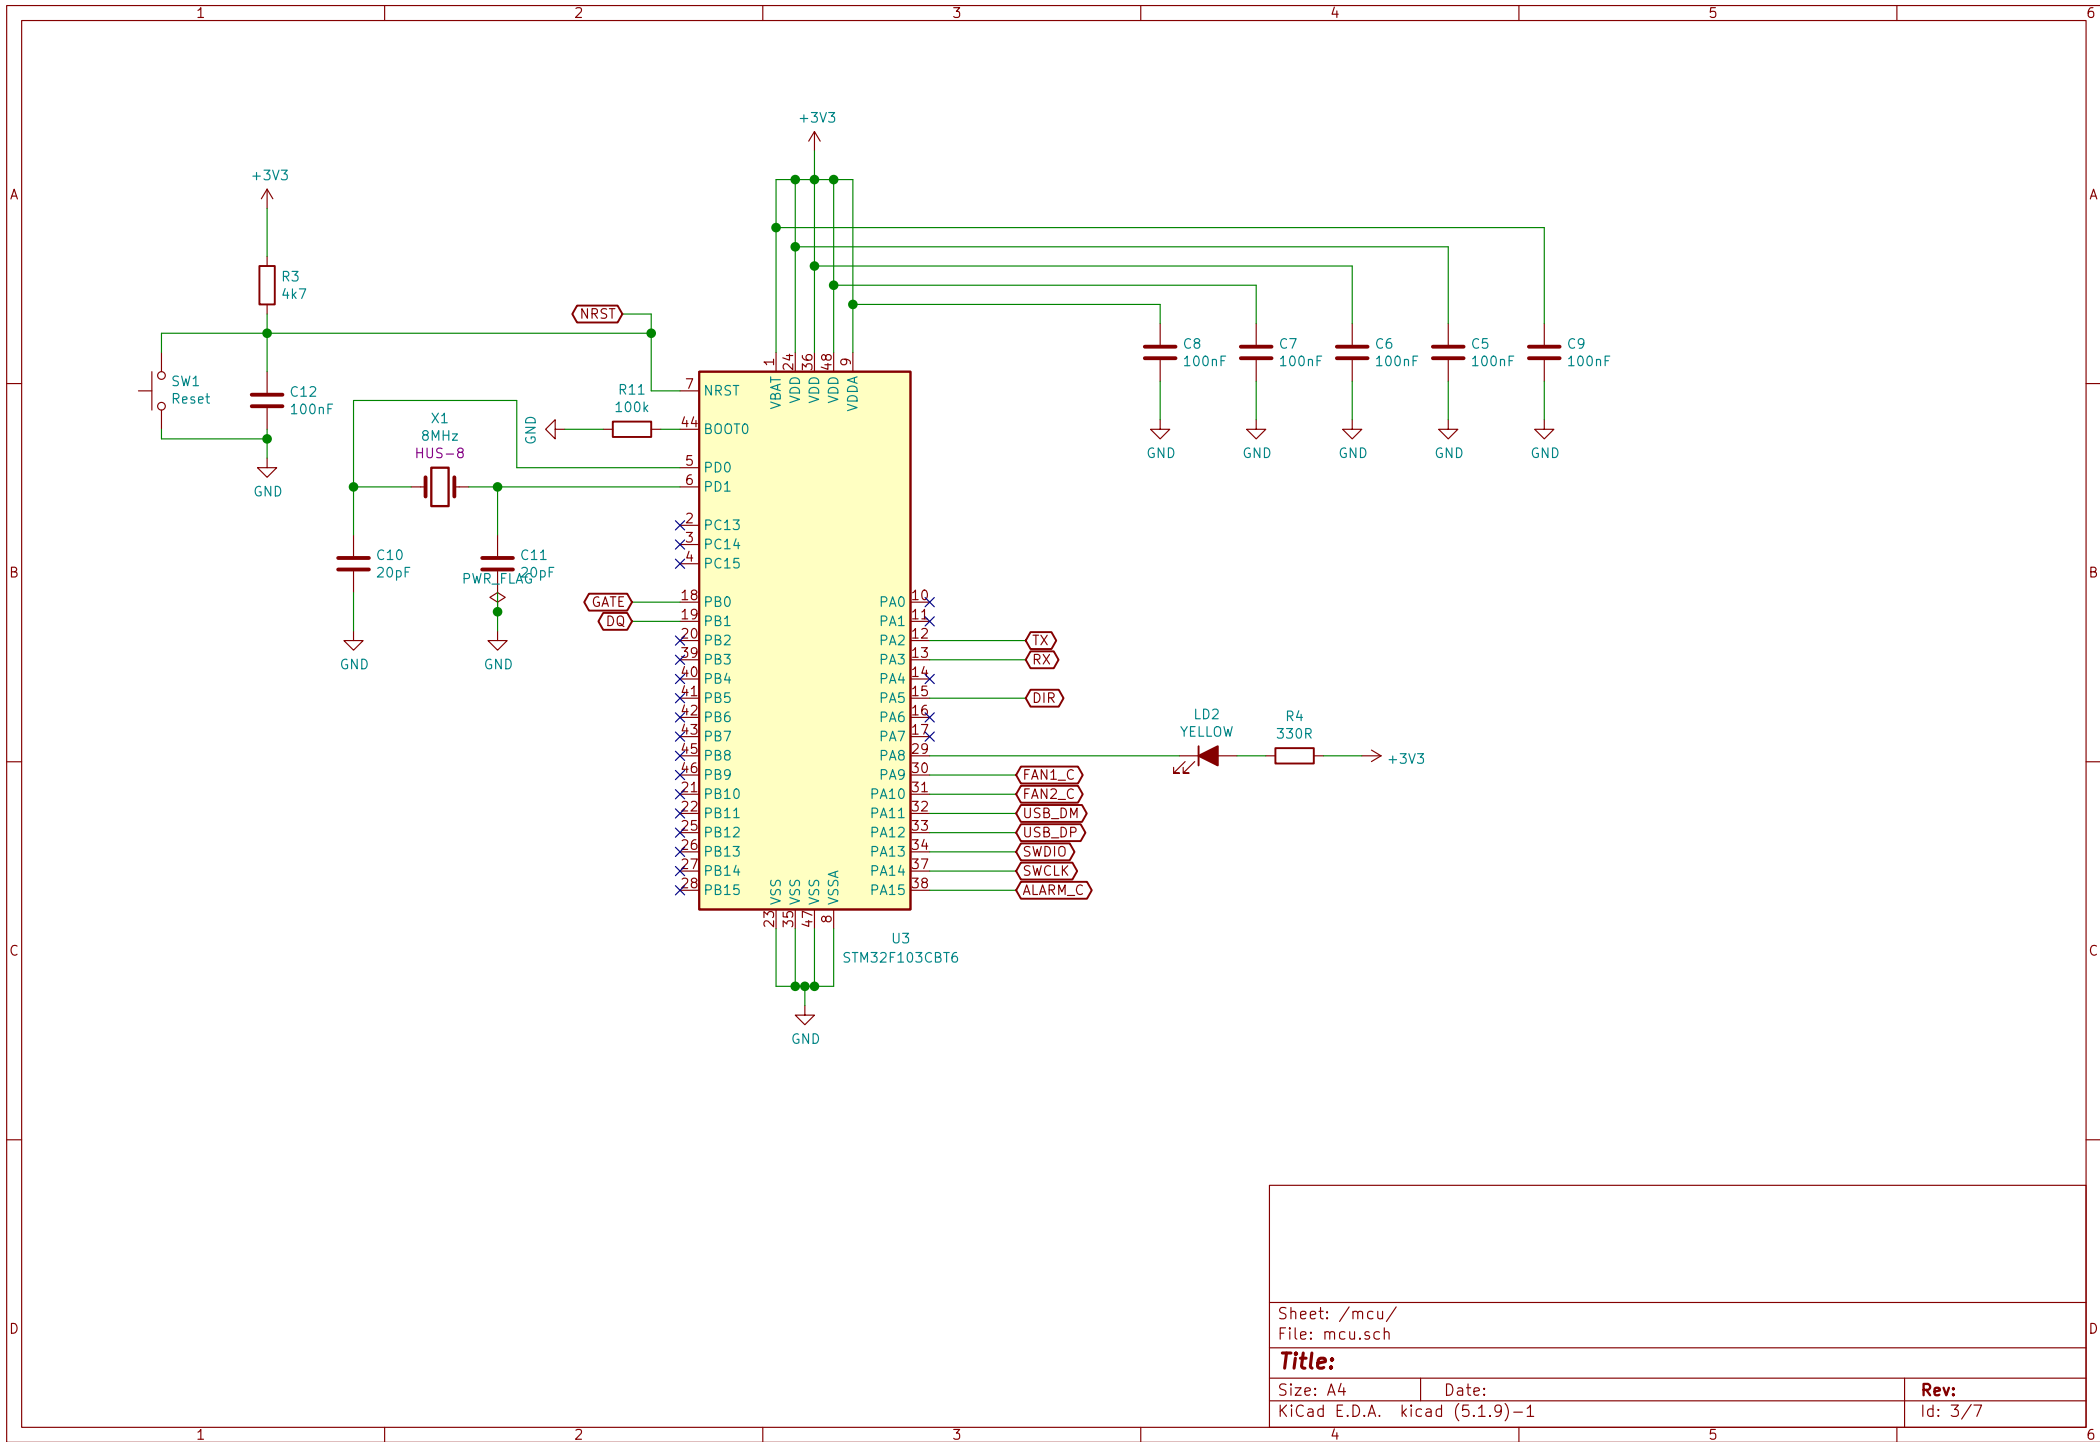 1 2 3 4 5 6
A A
B B
C C
D D
1 2 3 4 5 6
+3V3
+3V3
R3
4k7
NRST
SW1
Reset
C12
100nF
GND
R11
100k
GND
X1
8MHz
HUS-8
C10
20pF
GND
C11
20pF
PWR_FLAG
GND
C8
100nF
GND
C7
100nF
GND
C6
100nF
GND
C5
100nF
GND
C9
100nF
GND
1 VBAT
24 VDD
36 VDD
48 VDD
9 VDDA
7 NRST
44 BOOT0
5 PD0
6 PD1
2 PC13
3 PC14
4 PC15
GATE 18 PB0
DQ 19 PB1
20 PB2
39 PB3
40 PB4
41 PB5
42 PB6
43 PB7
45 PB8
46 PB9
21 PB10
22 PB11
25 PB12
26 PB13
27 PB14
28 PB15
PA0 10
PA1 11
PA2 12 TX
PA3 13 RX
PA4 14
PA5 15 DIR
PA6 16
PA7 17
PA8 29
PA9 30 FAN1_C
PA10 31 FAN2_C
PA11 32 USB_DM
PA12 33 USB_DP
PA13 34 SWDIO
PA14 37 SWCLK
PA15 38 ALARM_C
LD2
YELLOW
R4
330R
+3V3
VSS 23
VSS 35
VSS 47
VSSA 8
U3
STM32F103CBT6
GND
Sheet: /mcu/
File: mcu.sch
Title:
Size: A4 Date: Rev:
KiCad E.D.A. kicad (5.1.9)-1 Id: 3/7